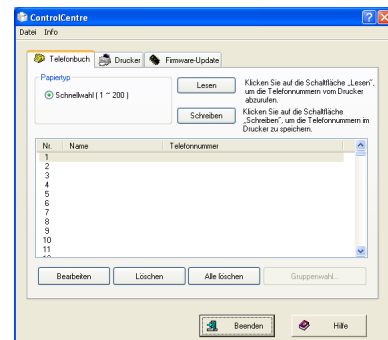 ControlCentre
Datei Info
Telefonbuch Drucker Firmware-Update
Papiertyp
Schnellwahl ( 1 ~ 200 )
Lesen
Klicken Sie auf die Schaltfläche „Lesen",
um die Telefonnummern vom Drucker
abzurufen.
Schreiben
Klicken Sie auf die Schaltfläche
„Schreiben", um die Telefonnummern im
Drucker zu speichern.
Nr. Name Telefonnummer
1
2
3
4
5
6
7
8
9
10
11
Bearbeiten Löschen Alle löschen Gruppenwahl...
Beenden Hilfe